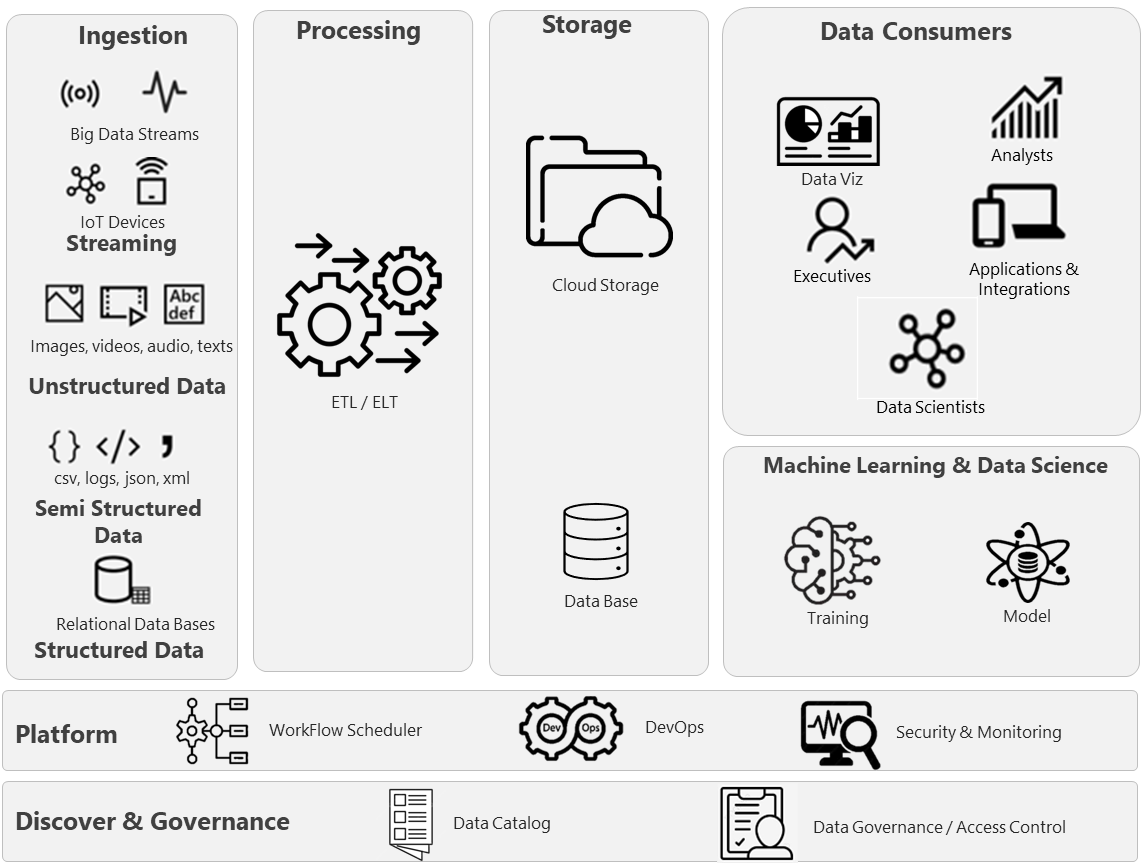 Ingestion
Big Data Streams
IoT Devices
Streaming
Abc
def
Images, videos, audio, texts
Unstructured Data
{ } </> ,
csv, logs, json, xml
Semi Structured
Data
Relational Data Bases
Structured Data
Processing
ETL / ELT
Storage
Cloud Storage
Data Base
Data Consumers
Data Viz
Analysts
Executives
Applications &
Integrations
Data Scientists
Machine Learning & Data Science
Training
Model
Platform
WorkFlow Scheduler
Dev Ops
DevOps
Security & Monitoring
Discover & Governance
Data Catalog
Data Governance / Access Control